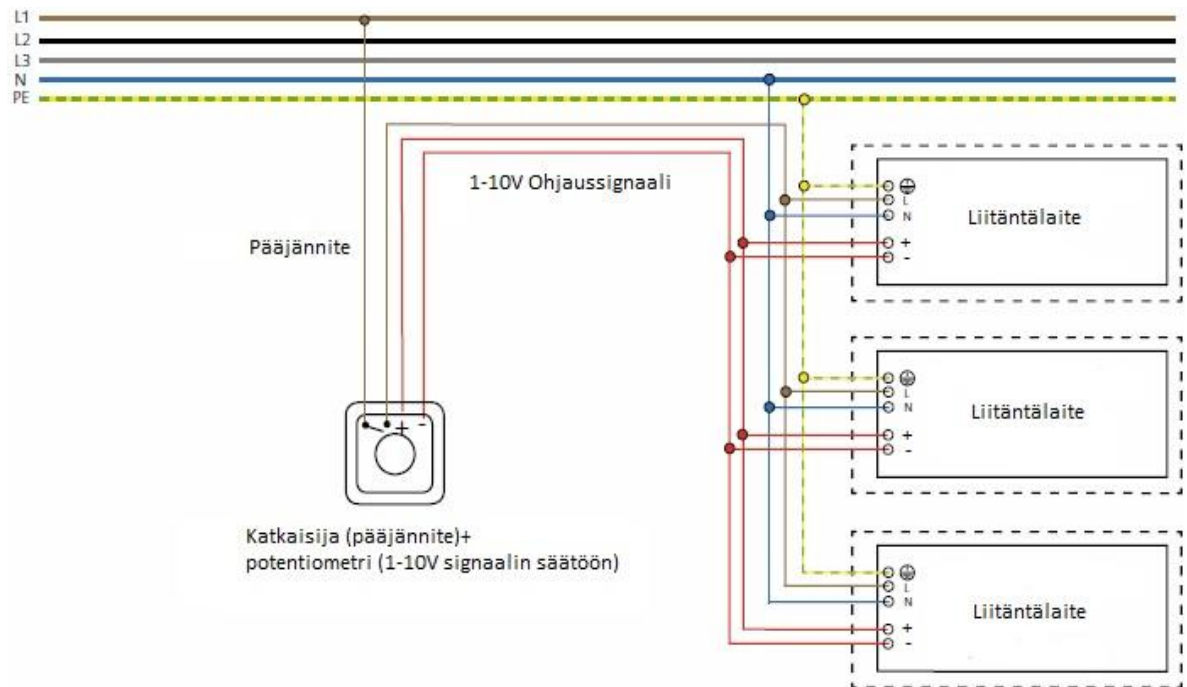 L1
L2
L3
N
PE
1-10V Ohjaussignaali
Pääjännite
L
N
+
-
Liitäntälaite
L
N
+
-
Liitäntälaite
+ -
Katkaisija (pääjännite)+
potentiometri (1-10V signaalin säätöön)
L
N
+
-
Liitäntälaite